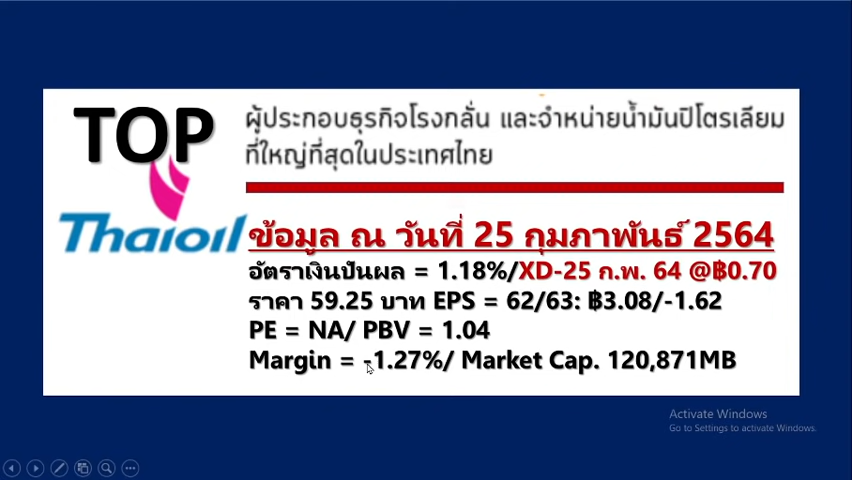 TOP
ผู้ประกอบธุรกิจโรงกลั่น และจำหน่ายน้ำมันปิโตรเลียม
ที่ใหญ่ที่สุดในประเทศไทย
Thaioil
ข้อมูล ณ วันที่ 25 กุมภาพันธ์ 2564
อัตราเงินปันผล = 1.18%/XD-25 ก.พ. 64 @฿0.70
ราคา 59.25 บาท EPS = 62/63: ฿3.08/-1.62
PE = NA/ PBV = 1.04
Margin = -1.27%/ Market Cap. 120,871MB
Activate Windows
Go to Settings to activate Windows.